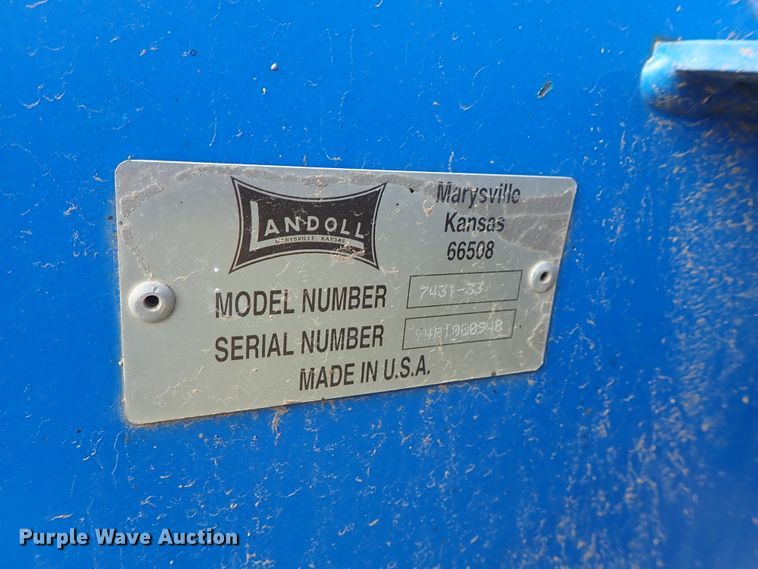 LANDOLL
MARYSVILLE, KANSAS
Marysville
Kansas
66508
MODEL NUMBER 7431-33
SERIAL NUMBER
MADE IN U.S.A.
Purple Wave Auction